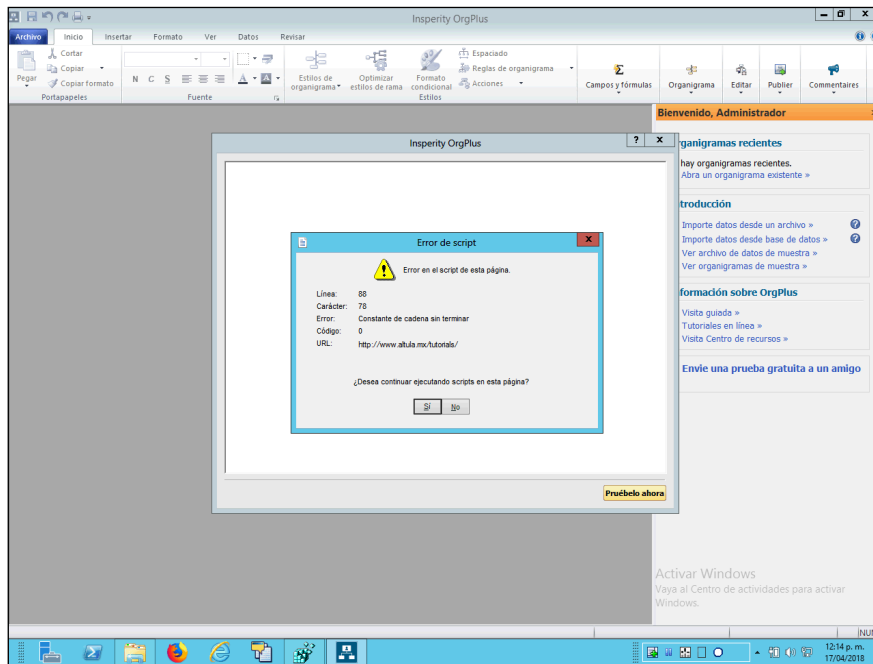 Insperity OrgPlus
Archivo Inicio Insertar Formato Ver Datos Revisar
Pegar
Cortar
Copiar
Copiar formato
Portapapeles
N C S
A
Fuente
Estilos de
organigrama
Optimizar
estilos de rama
Formato
condicional
Espaciado
Reglas de organigrama
Acciones
Estilos
Campos y fórmulas
Organigrama
Editar
Publier
Commentaires
Bienvenido, Administrador
ganigramas recientes
hay organigramas recientes.
Abra un organigrama existente »
troducción
Importe datos desde un archivo »
Importe datos desde base de datos »
Ver archivo de datos de muestra »
Ver organigramas de muestra »
formación sobre OrgPlus
Visita guiada »
Tutoriales en línea »
Visita Centro de recursos »
Envie una prueba gratuita a un amigo
Insperity OrgPlus
? x
Error de script
x
Error en el script de esta página.
Línea: 88
Carácter: 78
Error: Constante de cadena sin terminar
Código: 0
URL: http://www.altula.mx/tutorials/
¿Desea continuar ejecutando scripts en esta página?
Sí No
Pruébelo ahora
Activar Windows
Vaya al Centro de actividades para activar
Windows.
NU
12:14 p. m.
17/04/2018